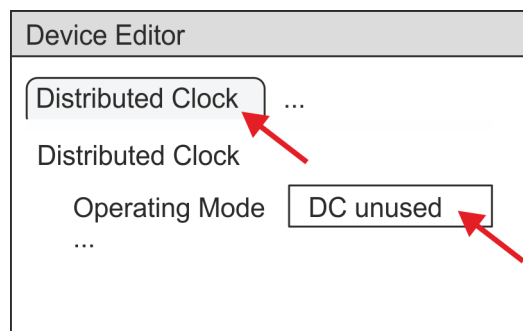 Device Editor
Distributed Clock ...
Distributed Clock
Operating Mode DC unused
...